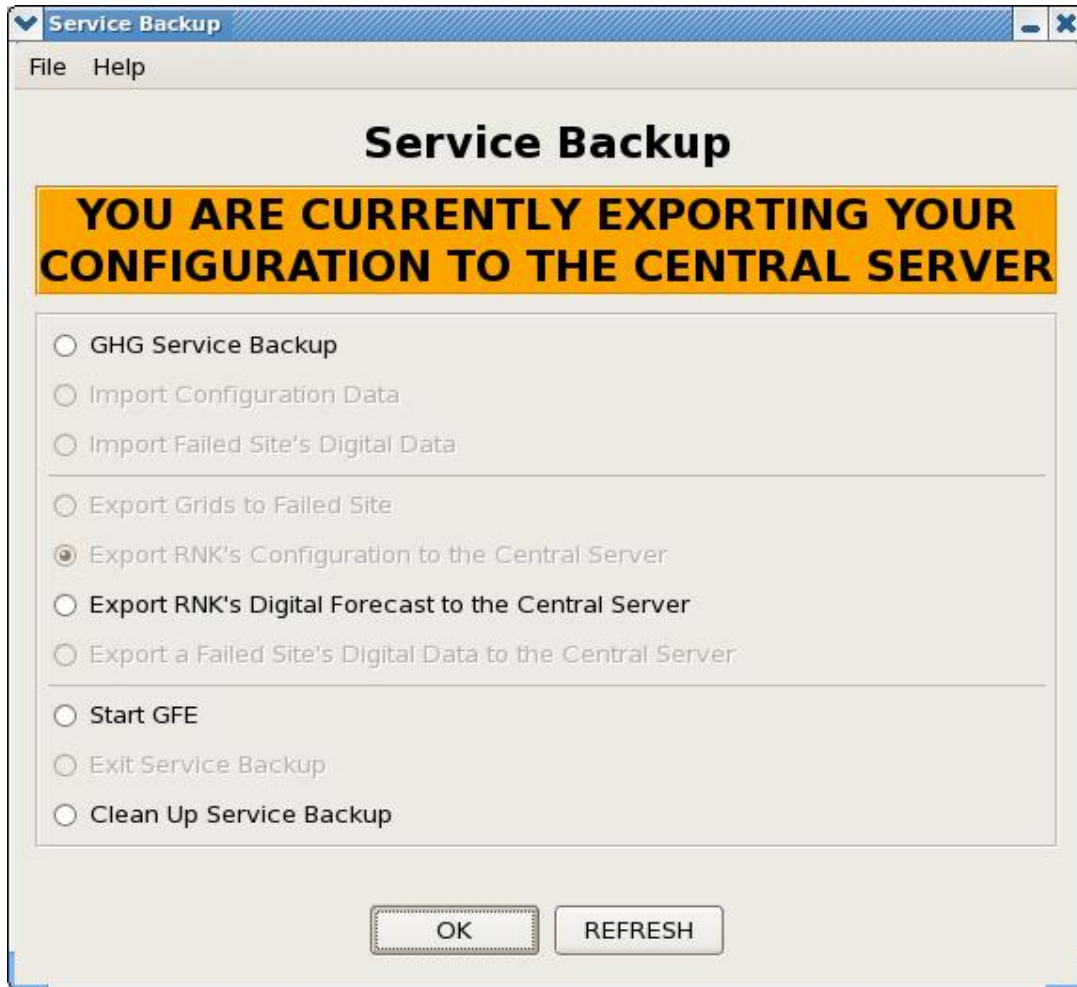 Service Backup
File Help
Service Backup
YOU ARE CURRENTLY EXPORTING YOUR
CONFIGURATION TO THE CENTRAL SERVER
GHG Service Backup
Import Configuration Data
Import Failed Site's Digital Data
Export Grids to Failed Site
Export RNK's Configuration to the Central Server
Export RNK's Digital Forecast to the Central Server
Export a Failed Site's Digital Data to the Central Server
Start GFE
Exit Service Backup
Clean Up Service Backup
OK REFRESH